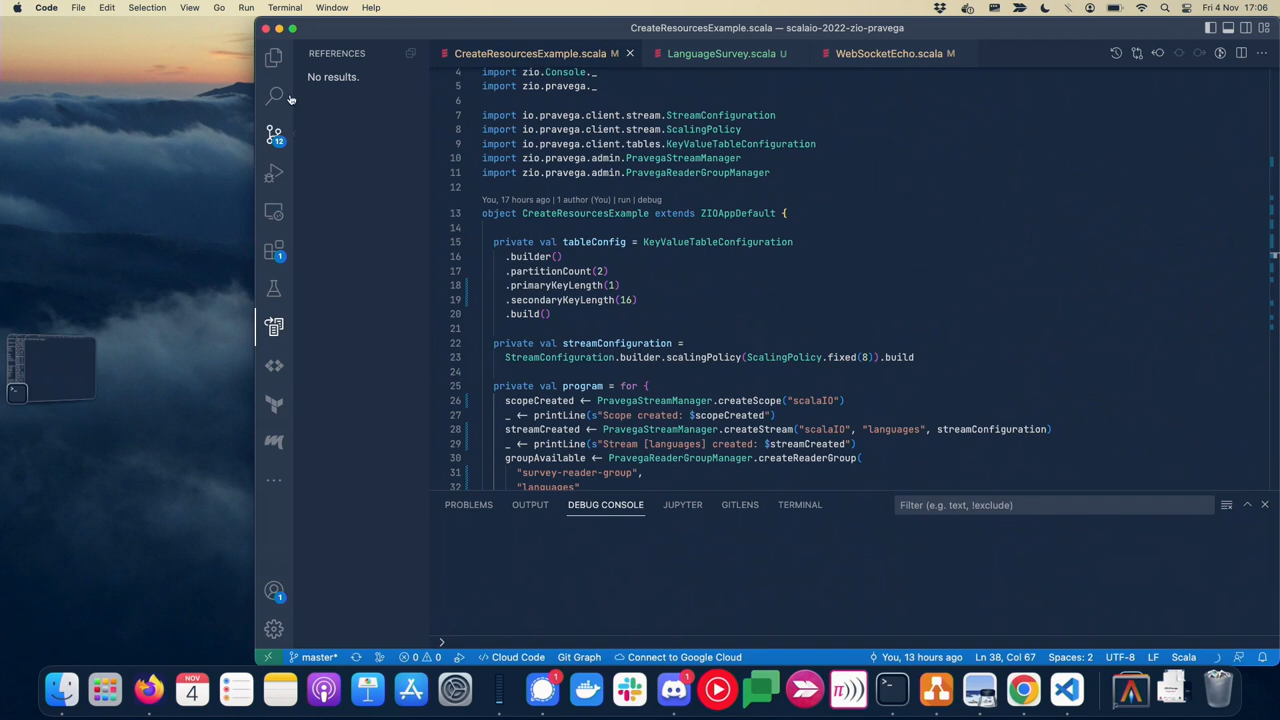 Code File Edit Selection View Go Run Terminal Window Help Fri 4 Nov 17:06
CreateResourcesExample.scala — scalaio-2022-zio-pravega
REFERENCES
No results.
12
1
1
CreateResourcesExample.scala M
LanguageSurvey.scala U
WebSocketEcho.scala M
4 import zio.Console._
5 import zio.pravega._
6
7 import io.pravega.client.stream.StreamConfiguration
8 import io.pravega.client.stream.ScalingPolicy
9 import io.pravega.client.tables.KeyValueTableConfiguration
10 import zio.pravega.admin.PravegaStreamManager
11 import zio.pravega.admin.PravegaReaderGroupManager
12
You, 17 hours ago | 1 author (You) | run | debug
13 object CreateResourcesExample extends ZIOAppDefault {
14
15 private val tableConfig = KeyValueTableConfiguration
16 .builder()
17 .partitionCount(2)
18 .primaryKeyLength(1)
19 .secondaryKeyLength(16)
20 .build()
21
22 private val streamConfiguration =
23 StreamConfiguration.builder.scalingPolicy(ScalingPolicy.fixed(8)).build
24
25 private val program = for {
26 scopeCreated ← PravegaStreamManager.createScope("scalaIO")
27 _ ← printLine(s"Scope created: $scopeCreated")
28 streamCreated ← PravegaStreamManager.createStream("scalaIO", "languages", streamConfiguration)
29 _ ← printLine(s"Stream [languages] created: $streamCreated")
30 groupAvailable ← PravegaReaderGroupManager.createReaderGroup(
31 "survey-reader-group",
32 "languages"
PROBLEMS OUTPUT DEBUG CONSOLE JUPYTER GITLENS TERMINAL Filter (e.g. text, !exclude)
master* 0 0 Cloud Code Git Graph Connect to Google Cloud You, 13 hours ago Ln 38, Col 67 Spaces: 2 UTF-8 LF Scala
NOV
4
1
1